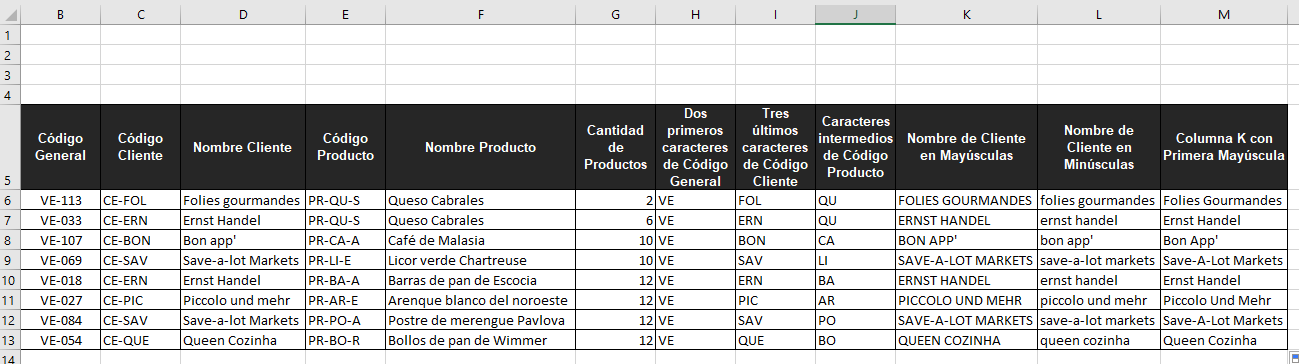 B C D E F G H I J K L M
1
2
3
4
5 Código General Código Cliente Nombre Cliente Código Producto Nombre Producto Cantidad de Productos Dos primeros caracteres de Código General Tres últimos caracteres de Código Cliente Caracteres intermedios de Código Producto Nombre de Cliente en Mayúsculas Nombre de Cliente en Minúsculas Columna K con Primera Mayúscula
6 VE-113 CE-FOL Folies gourmandes PR-QU-S Queso Cabrales 2 VE FOL QU FOLIES GOURMANDES folies gourmandes Folies Gourmandes
7 VE-033 CE-ERN Ernst Handel PR-QU-S Queso Cabrales 6 VE ERN QU ERNST HANDEL ernst handel Ernst Handel
8 VE-107 CE-BON Bon app' PR-CA-A Café de Malasia 10 VE BON CA BON APP' bon app' Bon App'
9 VE-069 CE-SAV Save-a-lot Markets PR-LI-E Licor verde Chartreuse 10 VE SAV LI SAVE-A-LOT MARKETS save-a-lot markets Save-A-Lot Markets
10 VE-018 CE-ERN Ernst Handel PR-BA-A Barras de pan de Escocia 12 VE ERN BA ERNST HANDEL ernst handel Ernst Handel
11 VE-027 CE-PIC Piccolo und mehr PR-AR-E Arenque blanco del noroeste 12 VE PIC AR PICCOLO UND MEHR piccolo und mehr Piccolo Und Mehr
12 VE-084 CE-SAV Save-a-lot Markets PR-PO-A Postre de merengue Pavlova 12 VE SAV PO SAVE-A-LOT MARKETS save-a-lot markets Save-A-Lot Markets
13 VE-054 CE-QUE Queen Cozinha PR-BO-R Bollos de pan de Wimmer 12 VE QUE BO QUEEN COZINHA queen cozinha Queen Cozinha
14